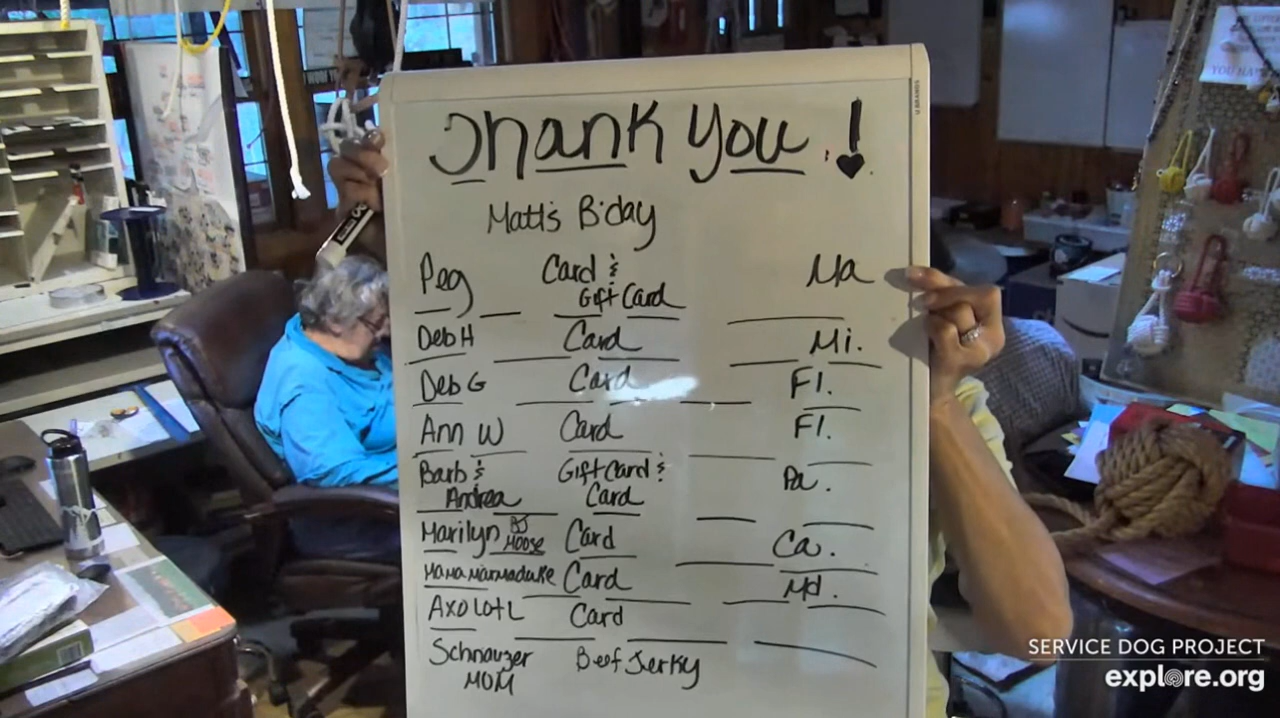 Thank You!
Matt's B'day
Peg Card & Gift Card Ma
Deb H Card Mi.
Deb G Card Fl.
Ann W Card Fl.
Barb & Andrea Gift Card & Card Pa.
Marilyn BJ Moose Card Ca.
Mama Marmaduke Card Md.
Axolotl Card
Schnauzer MOM Beef Jerky
SERVICE DOG PROJECT
explore.org